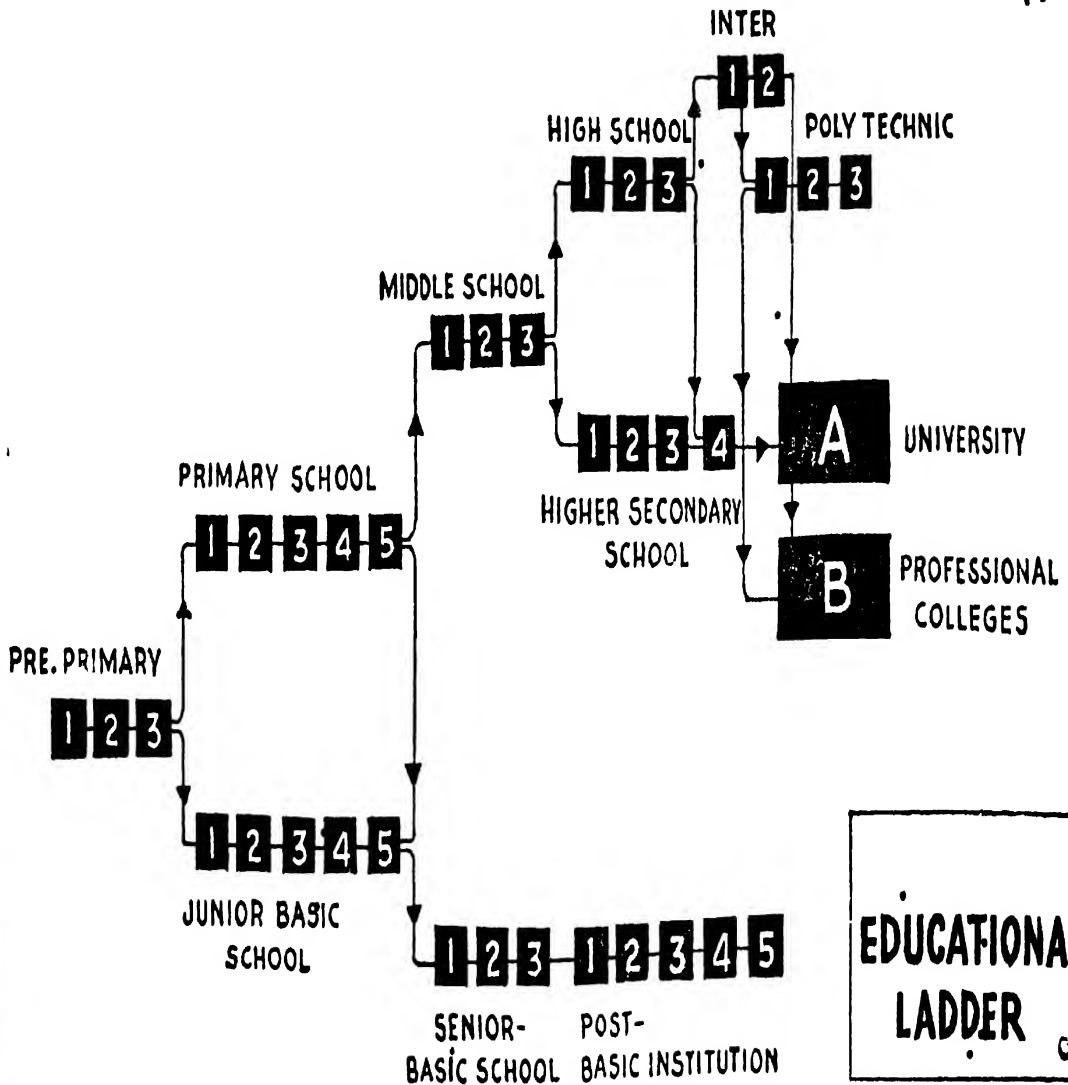 INTER
1 2
HIGH SCHOOL
POLY TECHNIC
1 2 3
1 2 3
MIDDLE SCHOOL
1 2 3
1 2 3 4
A
UNIVERSITY
HIGHER SECONDARY
SCHOOL
PRIMARY SCHOOL
1 2 3 4 5
B
PROFESSIONAL
COLLEGES
PRE. PRIMARY
1 2 3
1 2 3 4 5
JUNIOR BASIC
SCHOOL
1 2 3
1 2 3 4 5
SENIOR-
BASIC SCHOOL
POST-
BASIC INSTITUTION
EDUCATIONA
LADDER